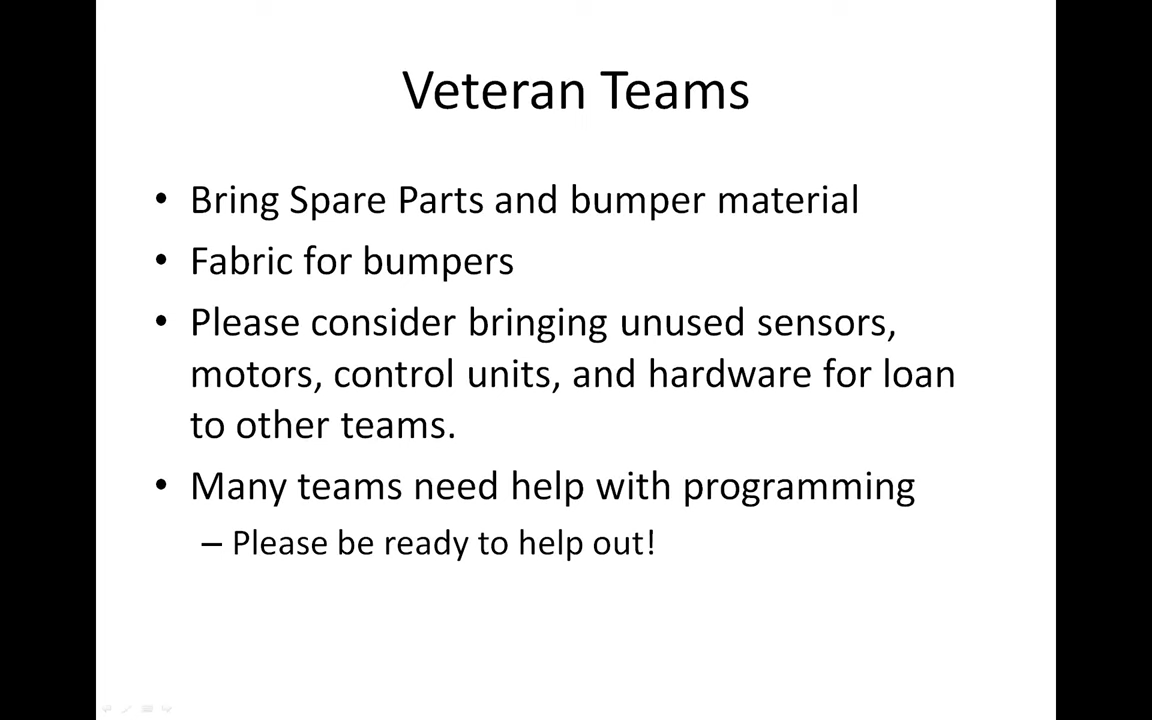 Veteran Teams
• Bring Spare Parts and bumper material
• Fabric for bumpers
• Please consider bringing unused sensors,
motors, control units, and hardware for loan
to other teams.
• Many teams need help with programming
– Please be ready to help out!